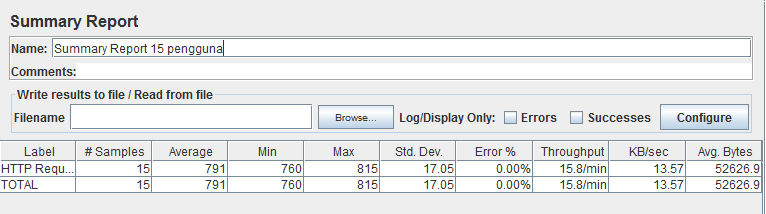 Summary Report
Name: Summary Report 15 pengguna
Comments:
Write results to file / Read from file
Filename Browse... Log/Display Only: Errors Successes Configure
Label # Samples Average Min Max Std. Dev. Error % Throughput KB/sec Avg. Bytes
HTTP Requ... 15 791 760 815 17.05 0.00% 15.8/min 13.57 52626.9
TOTAL 15 791 760 815 17.05 0.00% 15.8/min 13.57 52626.9